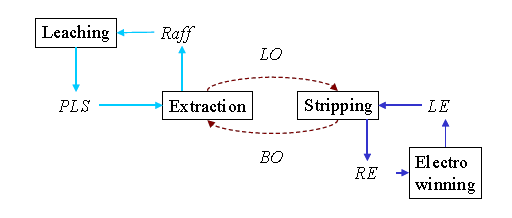 Leaching
Raff
LO
PLS
Extraction
Stripping
LE
BO
RE
Electro
winning